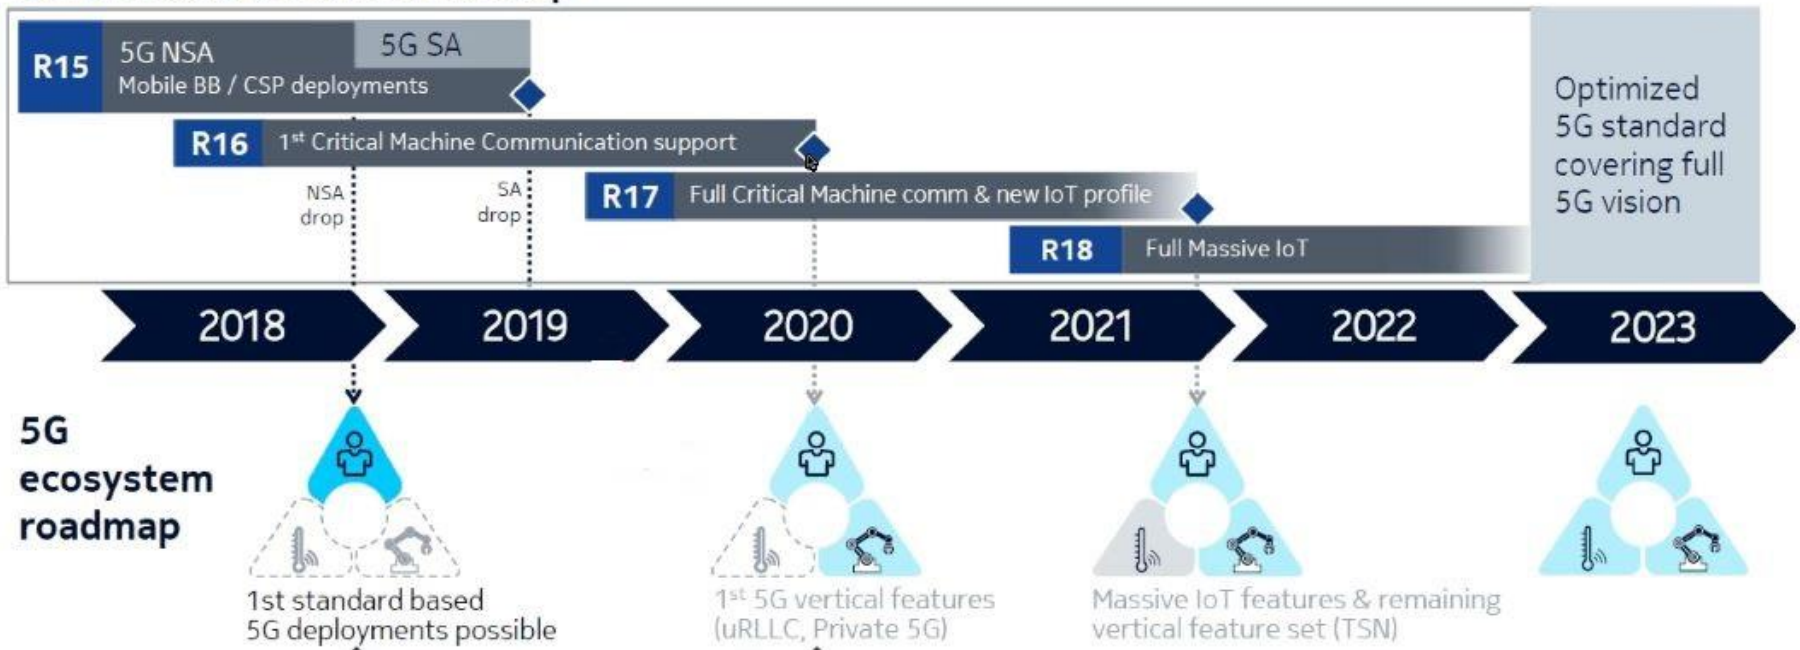 R15
5G NSA
5G SA
Mobile BB / CSP deployments
R16
1st Critical Machine Communication support
NSA
drop
SA
drop
R17
Full Critical Machine comm & new IoT profile
R18
Full Massive IoT
Optimized
5G standard
covering full
5G vision
2018
2019
2020
2021
2022
2023
5G
ecosystem
roadmap
1st standard based
5G deployments possible
1st 5G vertical features
(uRLLC, Private 5G)
Massive IoT features & remaining
vertical feature set (TSN)